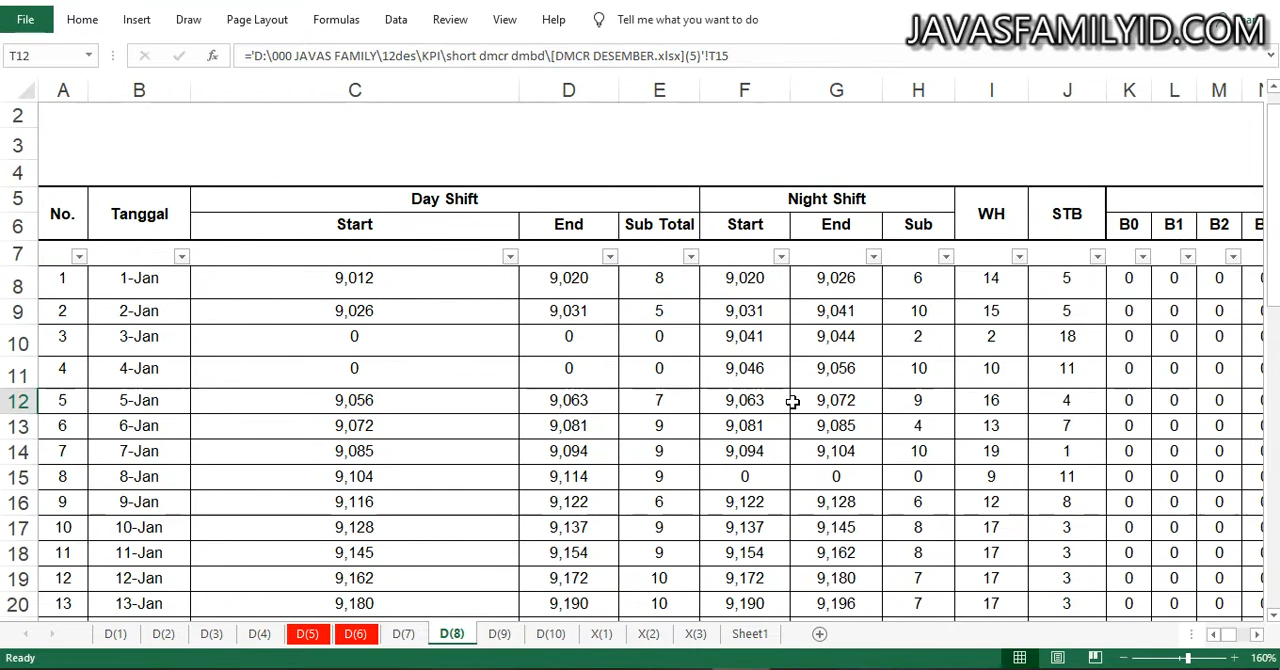 File Home Insert Draw Page Layout Formulas Data Review View Help Tell me what you want to do
JAVASFAMILYID.COM
T12 fx ='D:\000 JAVAS FAMILY\12des\KPI\short dmcr dmbd\[DMCR DESEMBER.xlsx](5)'!T15
A B C D E F G H I J K L M N
2
3
4
5 No. Tanggal Day Shift Night Shift WH STB
6 Start End Sub Total Start End Sub B0 B1 B2
7
8 1 1-Jan 9,012 9,020 8 9,020 9,026 6 14 5 0 0 0
9 2 2-Jan 9,026 9,031 5 9,031 9,041 10 15 5 0 0 0
10 3 3-Jan 0 0 0 9,041 9,044 2 2 18 0 0 0
11 4 4-Jan 0 0 0 9,046 9,056 10 10 11 0 0 0
12 5 5-Jan 9,056 9,063 7 9,063 9,072 9 16 4 0 0 0
13 6 6-Jan 9,072 9,081 9 9,081 9,085 4 13 7 0 0 0
14 7 7-Jan 9,085 9,094 9 9,094 9,104 10 19 1 0 0 0
15 8 8-Jan 9,104 9,114 9 0 0 0 9 11 0 0 0
16 9 9-Jan 9,116 9,122 6 9,122 9,128 6 12 8 0 0 0
17 10 10-Jan 9,128 9,137 9 9,137 9,145 8 17 3 0 0 0
18 11 11-Jan 9,145 9,154 9 9,154 9,162 8 17 3 0 0 0
19 12 12-Jan 9,162 9,172 10 9,172 9,180 7 17 3 0 0 0
20 13 13-Jan 9,180 9,190 10 9,190 9,196 7 17 3 0 0 0
D(1) D(2) D(3) D(4) D(5) D(6) D(7) D(8) D(9) D(10) X(1) X(2) X(3) Sheet1
Ready 160%